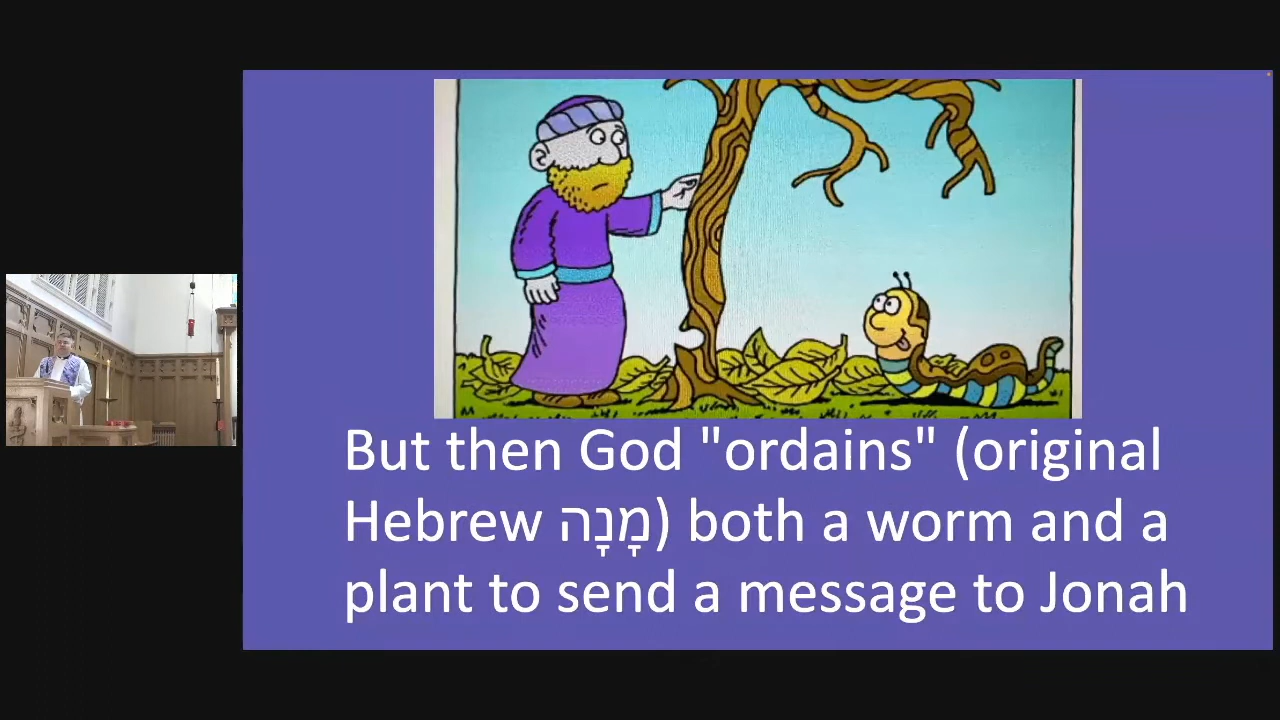 But then God "ordains" (original
Hebrew מָנָה) both a worm and a
plant to send a message to Jonah